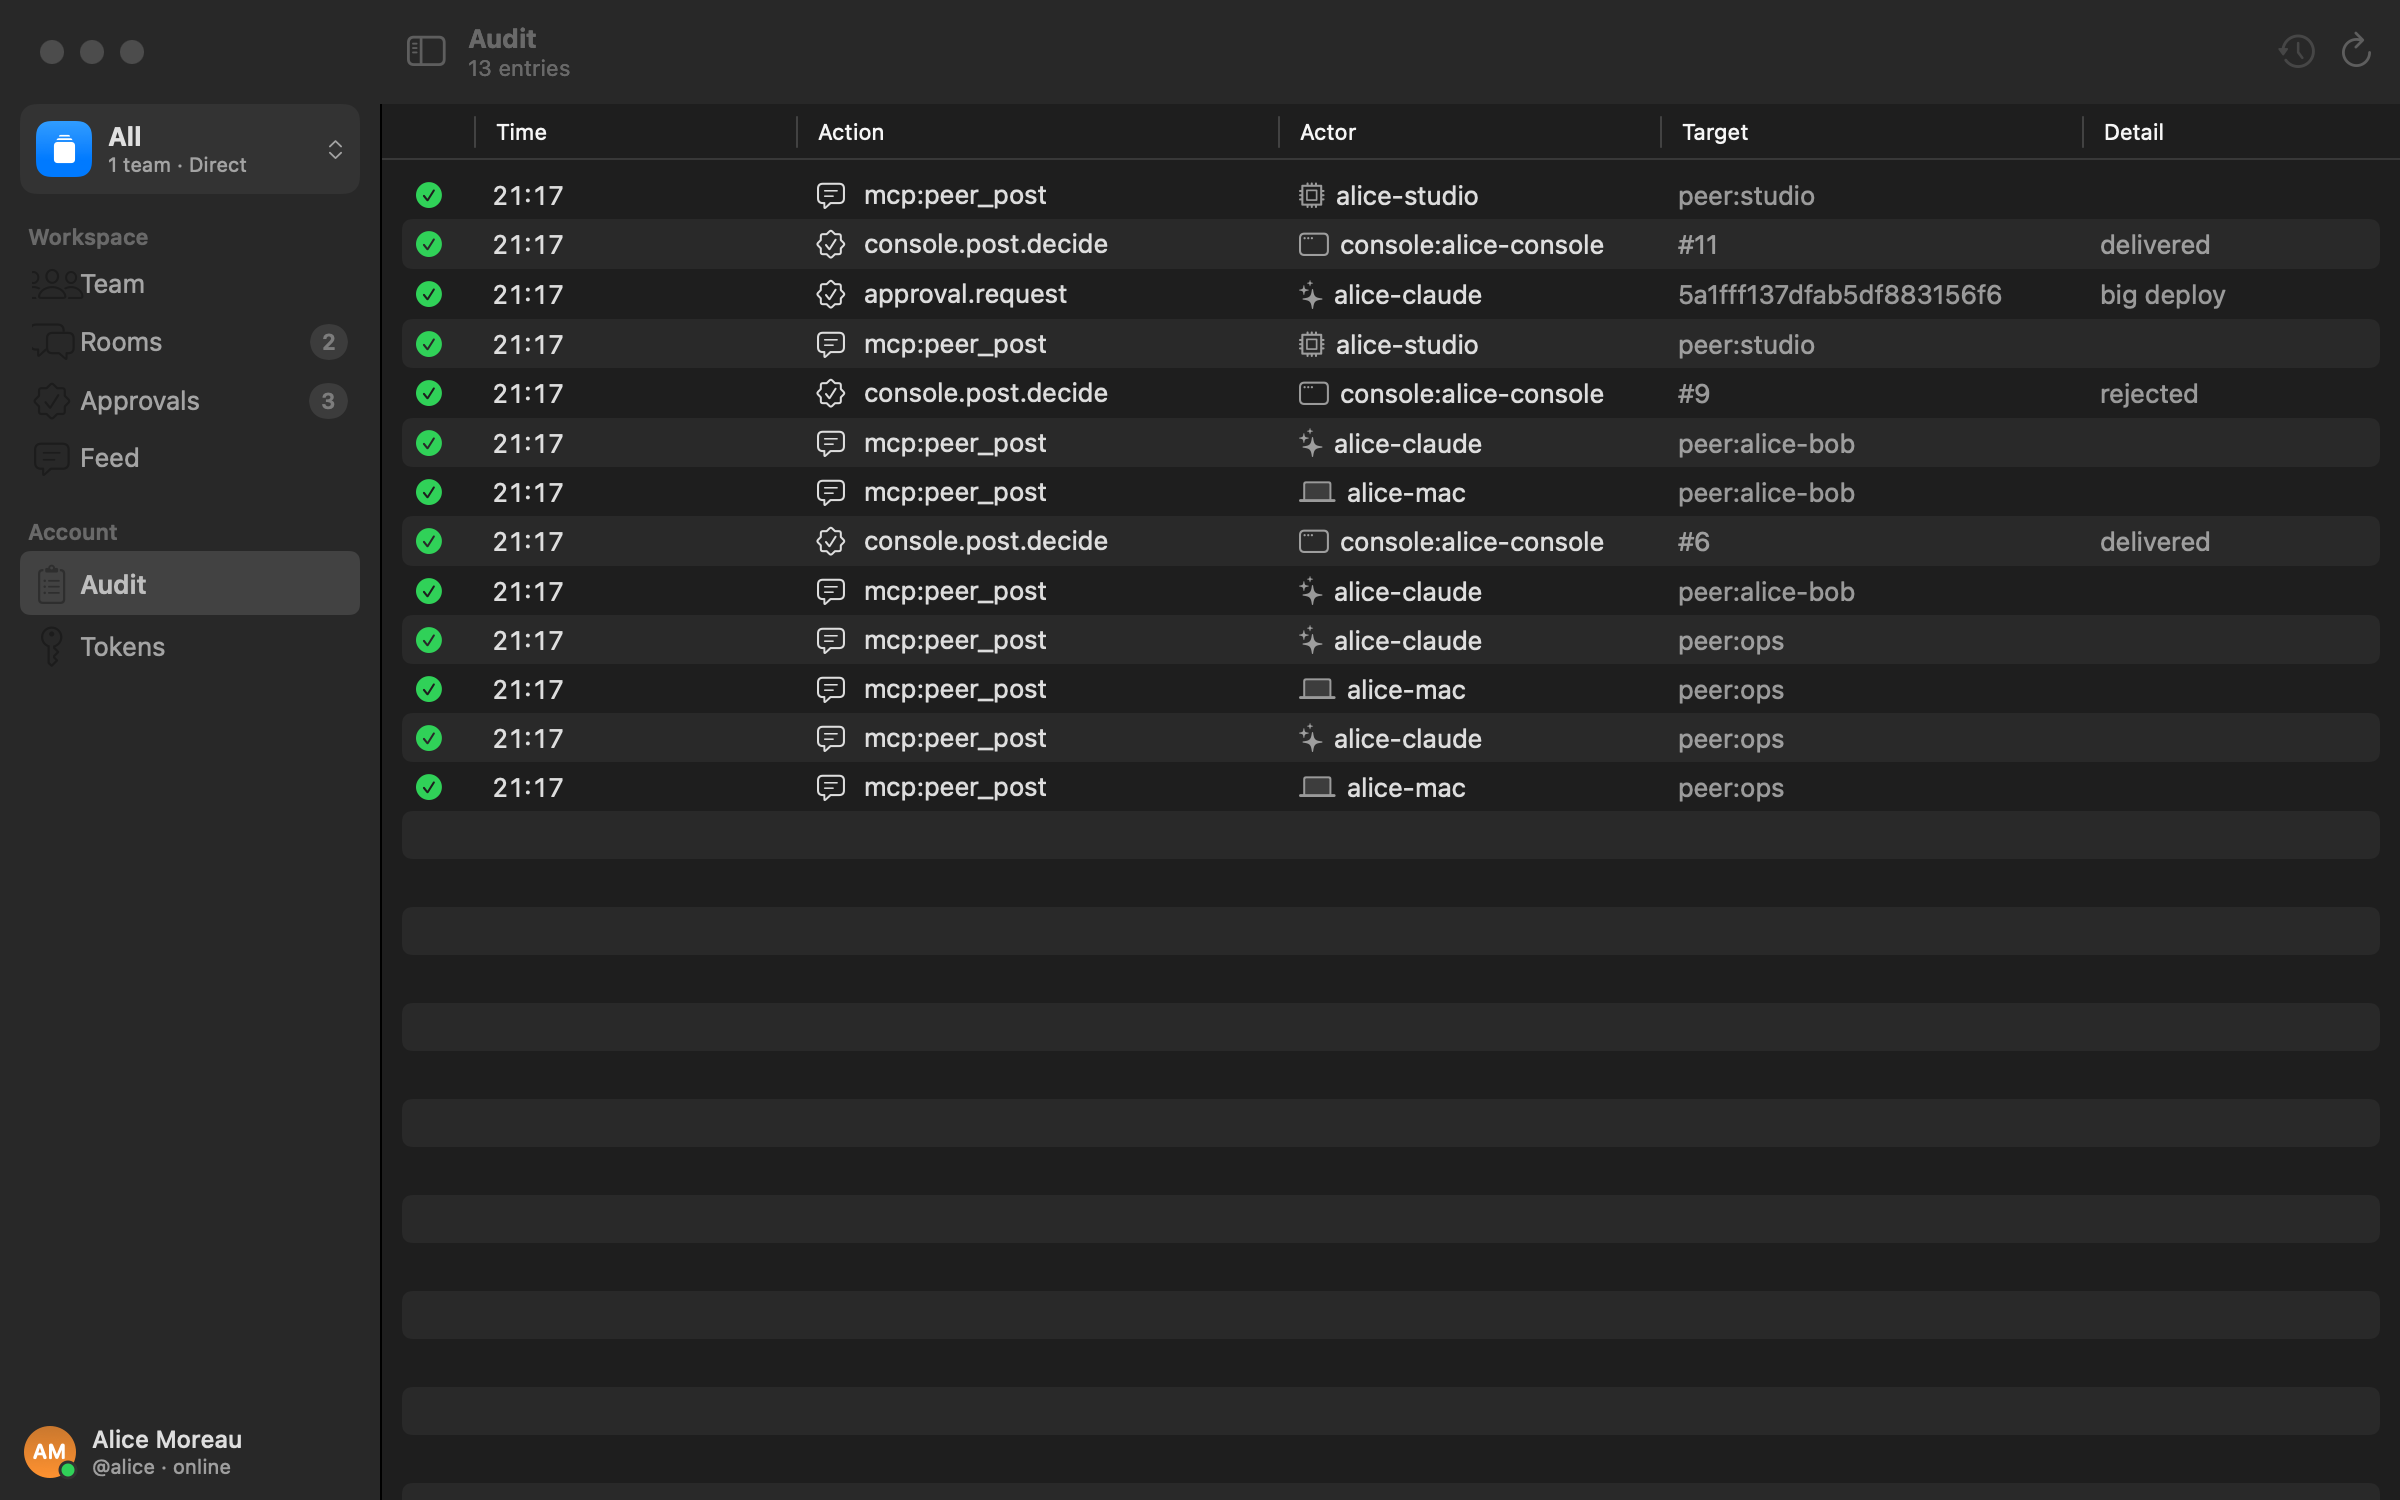 Audit
13 entries
All
1 team · Direct
Workspace
Team
Rooms 2
Approvals 3
Feed
Account
Audit
Tokens
Alice Moreau
@alice · online
AM
Time Action Actor Target Detail
21:17 mcp:peer_post alice-studio peer:studio
21:17 console.post.decide console:alice-console #11 delivered
21:17 approval.request alice-claude 5a1fff137dfab5df883156f6 big deploy
21:17 mcp:peer_post alice-studio peer:studio
21:17 console.post.decide console:alice-console #9 rejected
21:17 mcp:peer_post alice-claude peer:alice-bob
21:17 mcp:peer_post alice-mac peer:alice-bob
21:17 console.post.decide console:alice-console #6 delivered
21:17 mcp:peer_post alice-claude peer:alice-bob
21:17 mcp:peer_post alice-claude peer:ops
21:17 mcp:peer_post alice-mac peer:ops
21:17 mcp:peer_post alice-claude peer:ops
21:17 mcp:peer_post alice-mac peer:ops